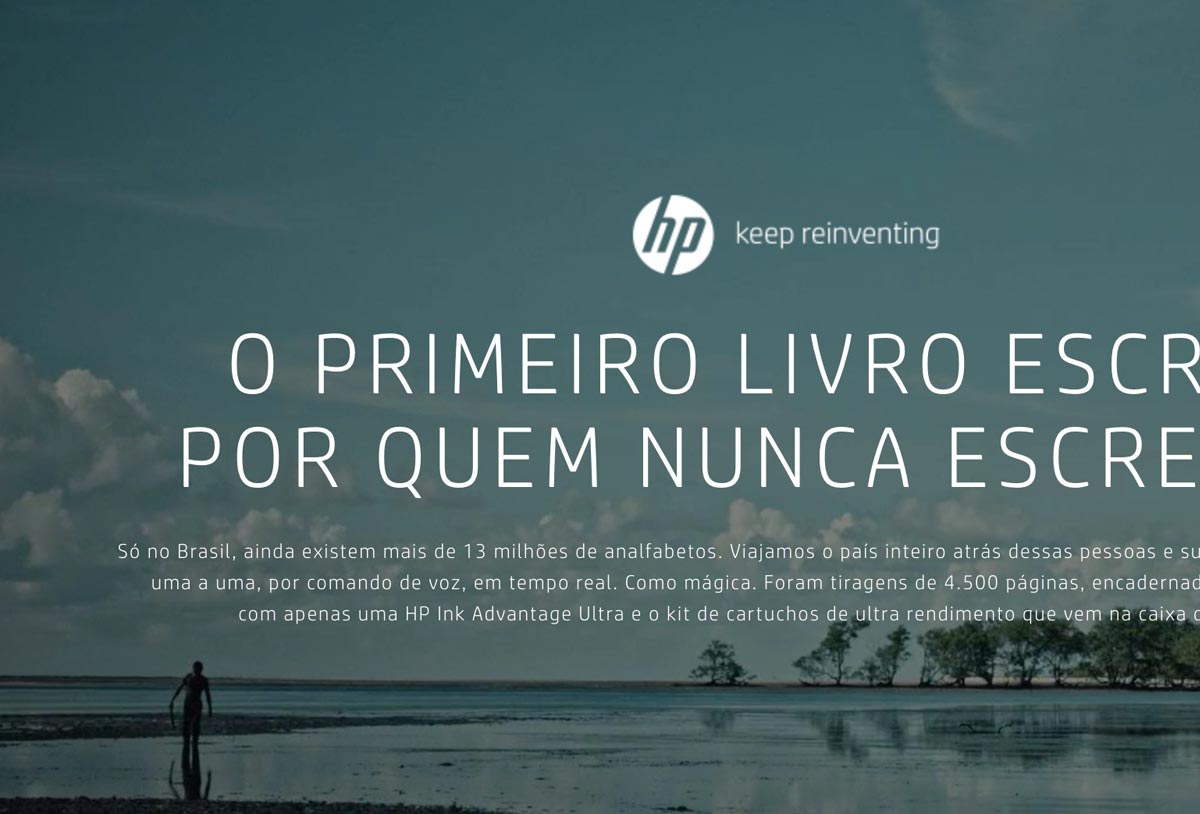 hp keep reinventing
O PRIMEIRO LIVRO ESCR
POR QUEM NUNCA ESCRE
Só no Brasil, ainda existem mais de 13 milhões de analfabetos. Viajamos o país inteiro atrás dessas pessoas e su
uma a uma, por comando de voz, em tempo real. Como mágica. Foram tiragens de 4.500 páginas, encadernad
com apenas uma HP Ink Advantage Ultra e o kit de cartuchos de ultra rendimento que vem na caixa